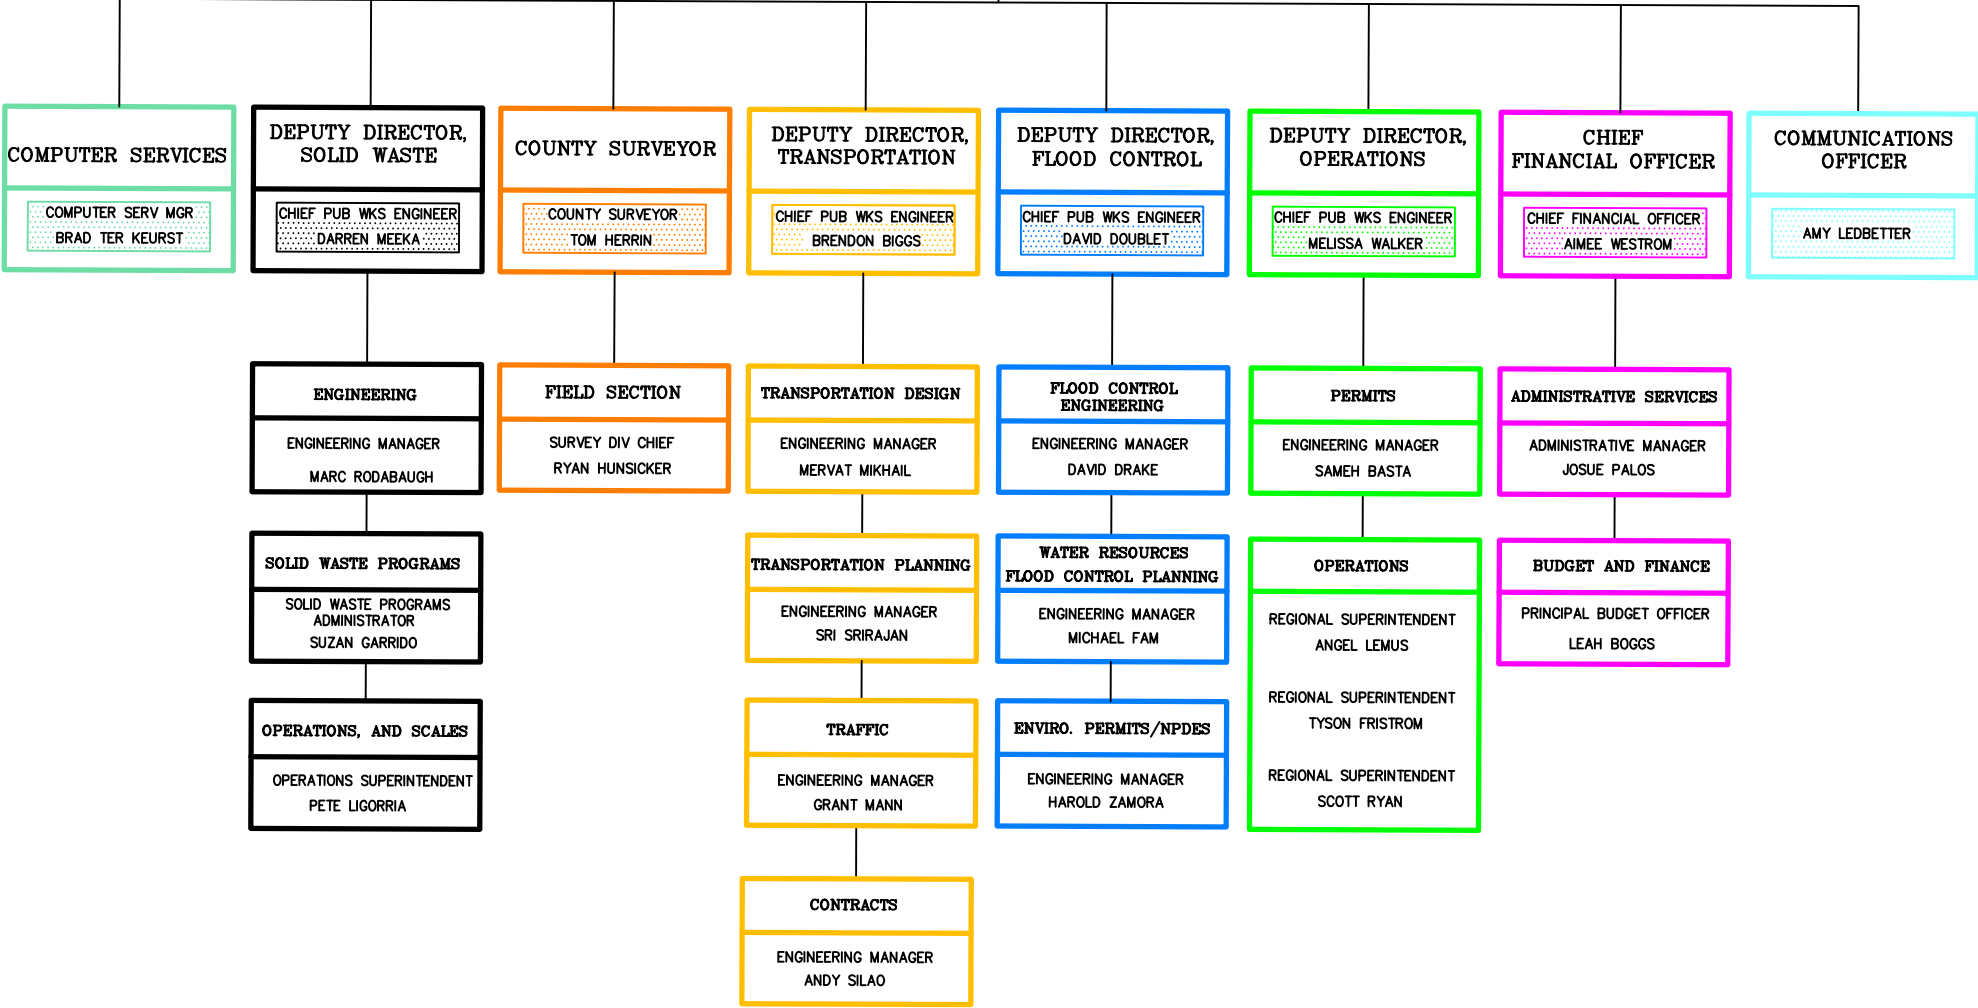 COMPUTER SERVICES
COMPUTER SERV MGR
BRAD TER KEURST
DEPUTY DIRECTOR,
SOLID WASTE
CHIEF PUB WKS ENGINEER
DARREN MEEKA
ENGINEERING
ENGINEERING MANAGER
MARC RODABAUGH
SOLID WASTE PROGRAMS
SOLID WASTE PROGRAMS
ADMINISTRATOR
SUZAN GARRIDO
OPERATIONS, AND SCALES
OPERATIONS SUPERINTENDENT
PETE LIGORRIA
COUNTY SURVEYOR
COUNTY SURVEYOR
TOM HERRIN
FIELD SECTION
SURVEY DIV CHIEF
RYAN HUNSICKER
DEPUTY DIRECTOR,
TRANSPORTATION
CHIEF PUB WKS ENGINEER
BRENDON BIGGS
TRANSPORTATION DESIGN
ENGINEERING MANAGER
MERVAT MIKHAIL
TRANSPORTATION PLANNING
ENGINEERING MANAGER
SRI SRIRAJAN
TRAFFIC
ENGINEERING MANAGER
GRANT MANN
CONTRACTS
ENGINEERING MANAGER
ANDY SILAO
DEPUTY DIRECTOR,
FLOOD CONTROL
CHIEF PUB WKS ENGINEER
DAVID DOUBLET
FLOOD CONTROL
ENGINEERING
ENGINEERING MANAGER
DAVID DRAKE
WATER RESOURCES
FLOOD CONTROL PLANNING
ENGINEERING MANAGER
MICHAEL FAM
ENVIRO. PERMITS/NPDES
ENGINEERING MANAGER
HAROLD ZAMORA
DEPUTY DIRECTOR,
OPERATIONS
CHIEF PUB WKS ENGINEER
MELISSA WALKER
PERMITS
ENGINEERING MANAGER
SAMEH BASTA
OPERATIONS
REGIONAL SUPERINTENDENT
ANGEL LEMUS
REGIONAL SUPERINTENDENT
TYSON FRISTROM
REGIONAL SUPERINTENDENT
SCOTT RYAN
CHIEF
FINANCIAL OFFICER
CHIEF FINANCIAL OFFICER
AIMEE WESTROM
ADMINISTRATIVE SERVICES
ADMINISTRATIVE MANAGER
JOSUE PALOS
BUDGET AND FINANCE
PRINCIPAL BUDGET OFFICER
LEAH BOGGS
COMMUNICATIONS
OFFICER
AMY LEDBETTER